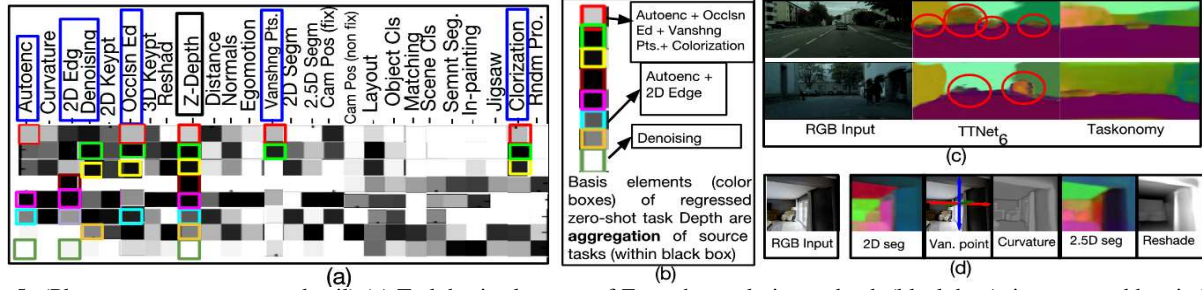 Autoenc
Curvature
2D Edg
Denoising
2D Keypt
Occlsn Ed
3D Keypt
Reshad
Z-Depth
Distance
Normals
Egomotion
Vanshng Pts.
2D Segm
2.5D Segm
Cam Pos (fix)
Cam Pos (non fix)
Layout
Object Cls
Matching
Scene Cls
Semnt Seg.
In-painting
Jigsaw
Clorization
Rndm Pro.
(a)
Autoenc + Occlsn
Ed + Vanshng
Pts.+ Colorization
Autoenc +
2D Edge
Denoising
Basis elements (color
boxes) of regressed
zero-shot task Depth are
aggregation of source
tasks (within black box)
(b)
RGB Input
TTNet
6
Taskonomy
(c)
RGB Input
2D seg
Van. point
Curvature
2.5D seg
Reshade
(d)